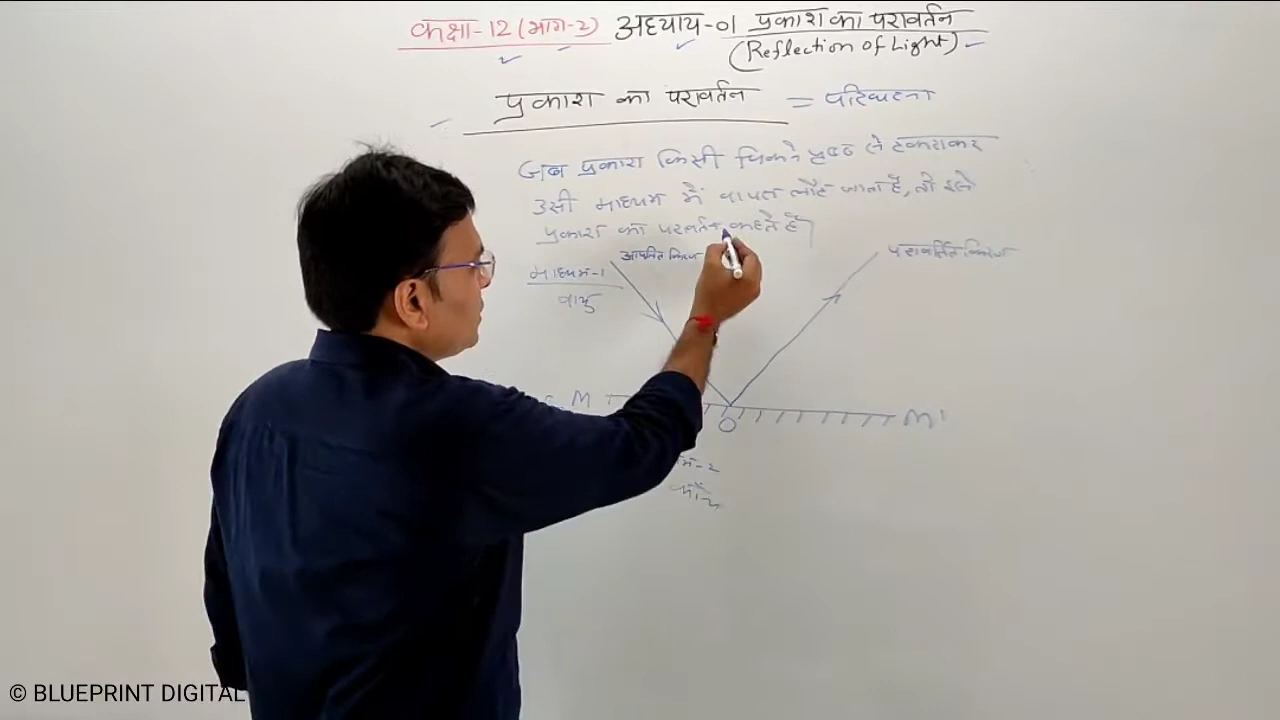 कक्षा-12 (भाग-2) अध्याय-01 प्रकाश का परावर्तन
(Reflection of Light)
प्रकाश का परावर्तन = परिघटना
जब प्रकाश किसी चिकने पृष्ठ से टकराकर
उसी माध्यम में वापस लौट जाता है, तो इसे
प्रकाश का परावर्तन कहते हैं।
आपतित किरण
परावर्तित किरण
माध्यम-1
वायु
M
M'
O
-2
काँच
© BLUEPRINT DIGITAL